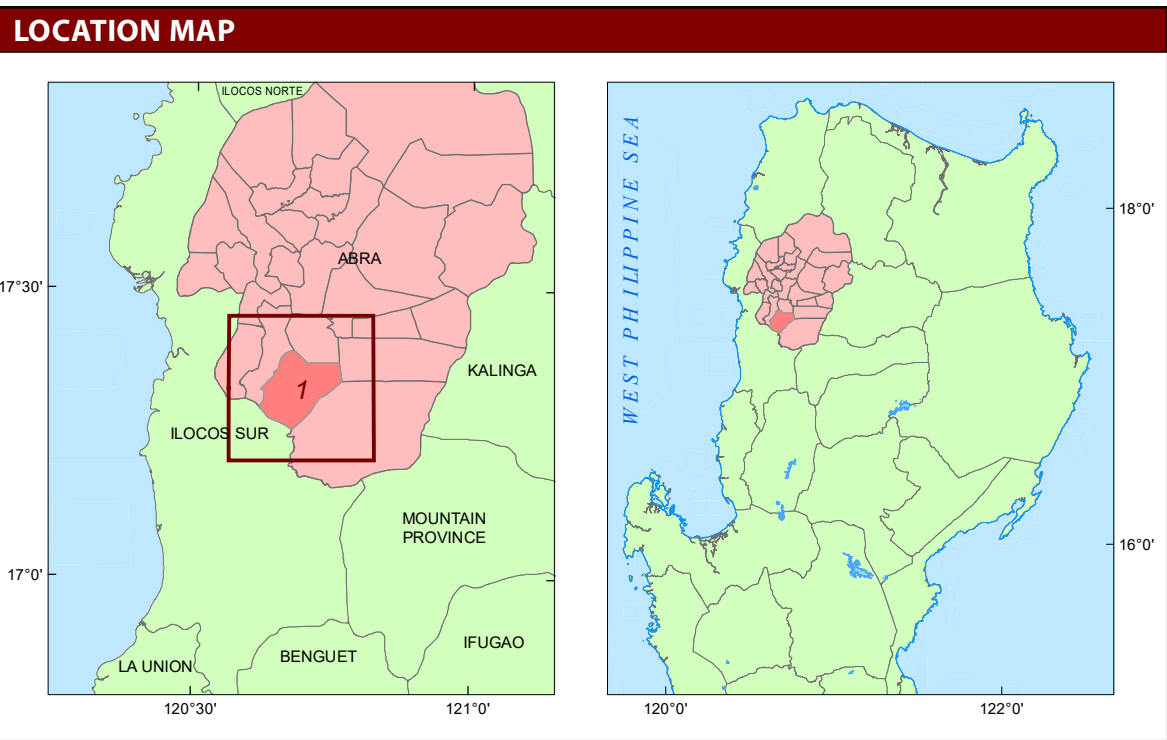 LOCATION MAP
ILOCOS NORTE
ABRA
17°30'
KALINGA
1
ILOCOS SUR
MOUNTAIN
PROVINCE
17°0'
IFUGAO
BENGUET
LA UNION
120°30'
121°0'
WEST PHILIPPINE SEA
18°0'
16°0'
120°0'
122°0'